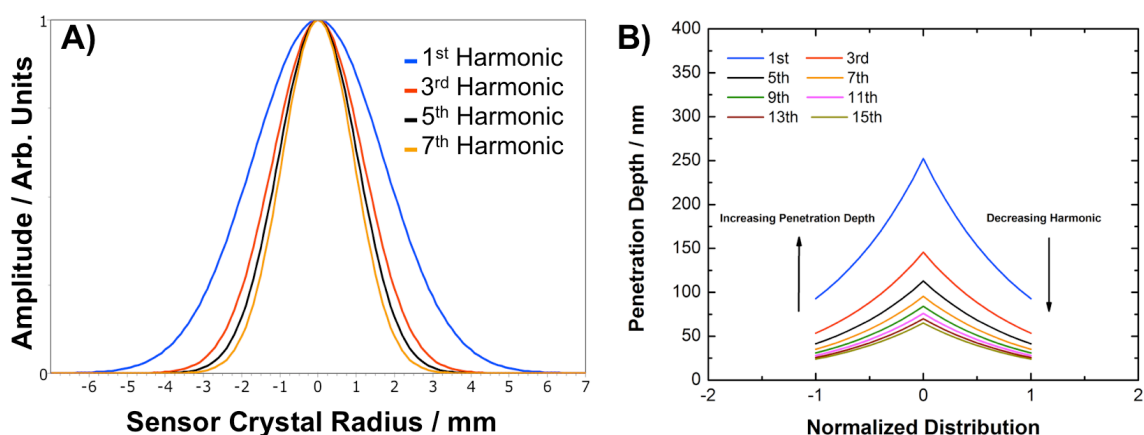 A)
1
1st Harmonic
3rd Harmonic
5th Harmonic
7th Harmonic
Amplitude / Arb. Units
0
-6 -5 -4 -3 -2 -1 0 1 2 3 4 5 6 7
Sensor Crystal Radius / mm
B)
400
350
300
250
200
150
100
50
0
1st 3rd
5th 7th
9th 11th
13th 15th
Increasing Penetration Depth
Decreasing Harmonic
Penetration Depth / nm
-2 -1 0 1 2
Normalized Distribution